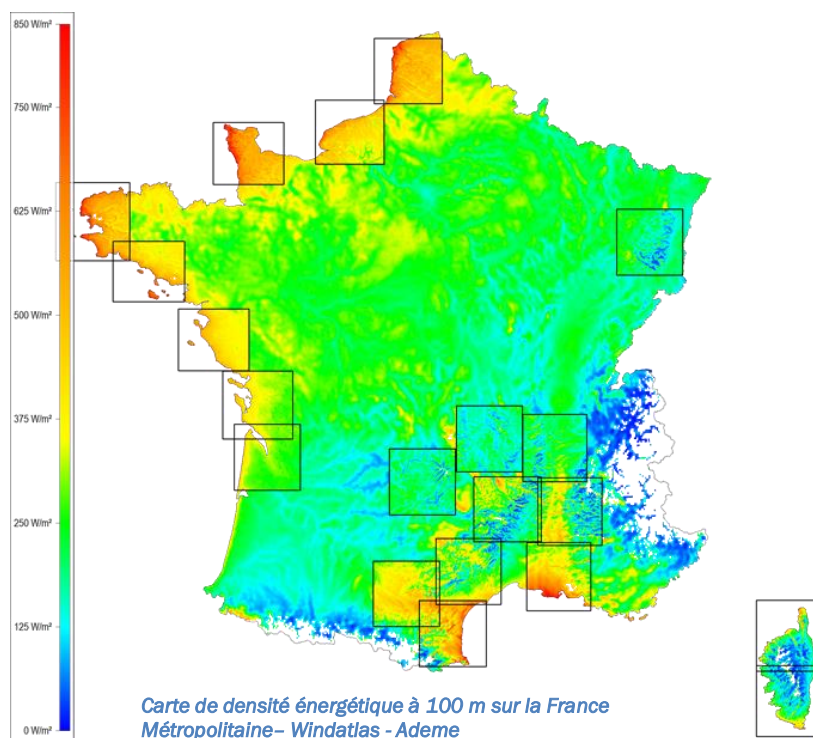 850 W/m²
750 W/m²
625 W/m²
500 W/m²
375 W/m²
250 W/m²
125 W/m²
0 W/m²
Carte de densité énergétique à 100 m sur la France
Métropolitaine– Windatlas - Ademe